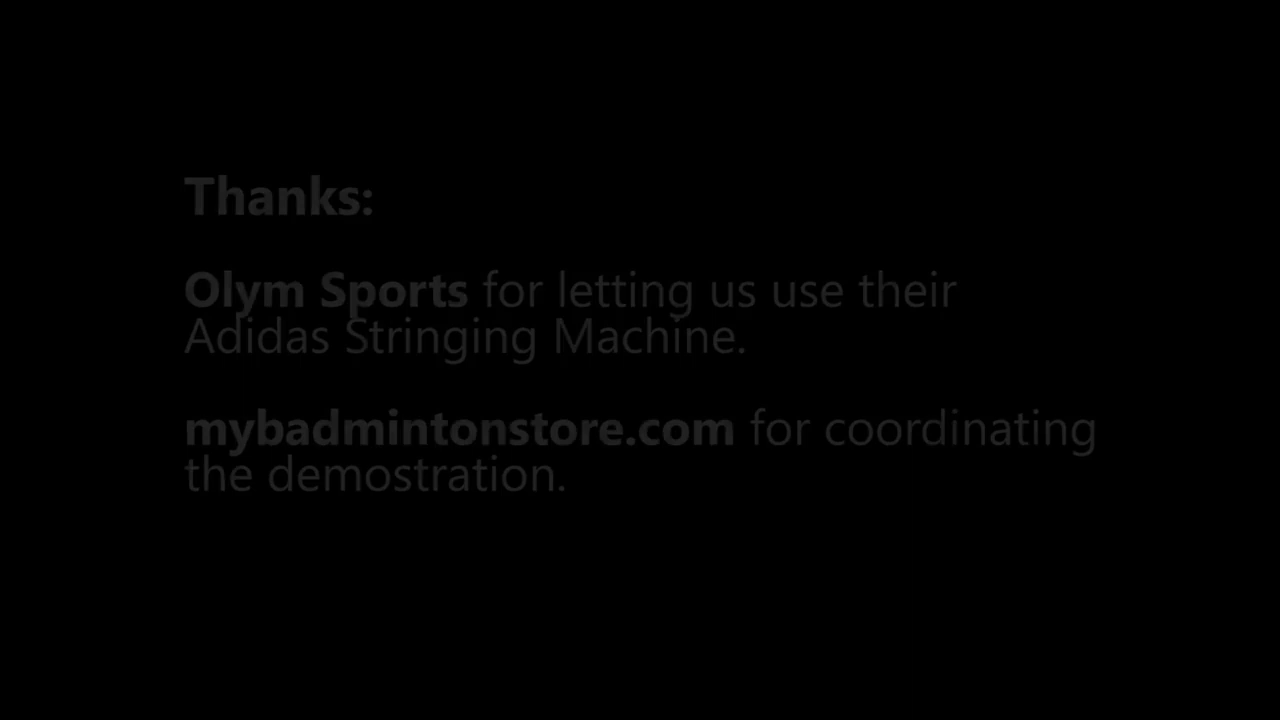 Thanks:
Olym Sports for letting us use their
Adidas Stringing Machine.
mybadmintonstore.com for coordinating
the demostration.